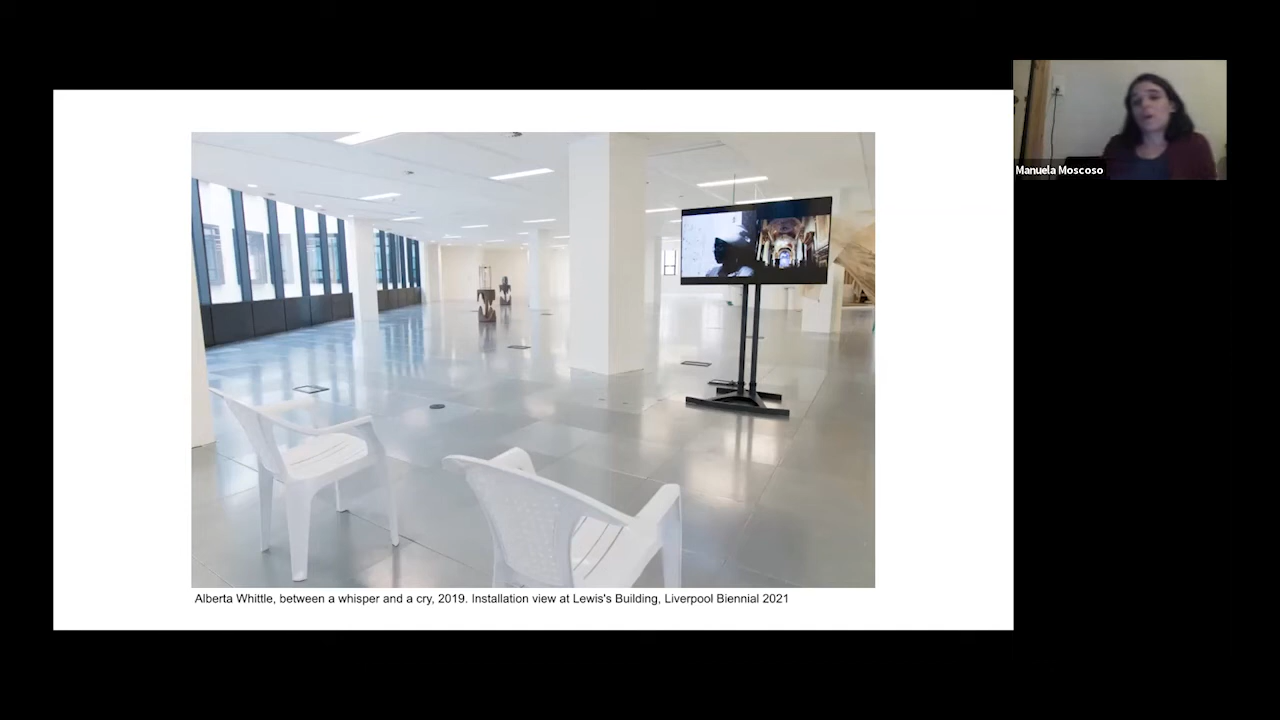 Manuela Moscoso
Alberta Whittle, between a whisper and a cry, 2019. Installation view at Lewis's Building, Liverpool Biennial 2021